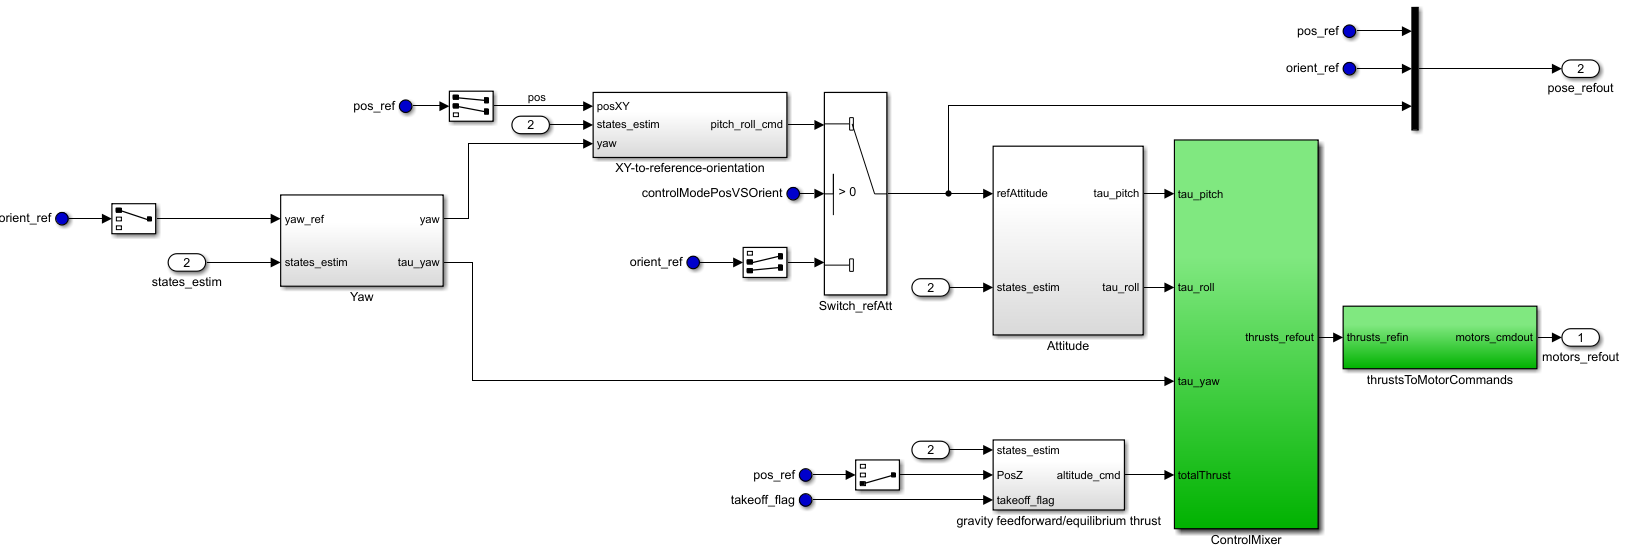 pos_ref
orient_ref
2
pose_refout
pos_ref
pos
2
posXY
states_estim
yaw
pitch_roll_cmd
XY-to-reference-orientation
controlModePosVSOrient
> 0
orient_ref
Switch_refAtt
orient_ref
2
states_estim
yaw_ref
states_estim
yaw
tau_yaw
Yaw
2
refAttitude
states_estim
tau_pitch
tau_roll
Attitude
tau_pitch
tau_roll
tau_yaw
totalThrust
thrusts_refout
ControlMixer
thrusts_refin
motors_cmdout
thrustsToMotorCommands
1
motors_refout
2
pos_ref
takeoff_flag
states_estim
PosZ
takeoff_flag
altitude_cmd
gravity feedforward/equilibrium thrust